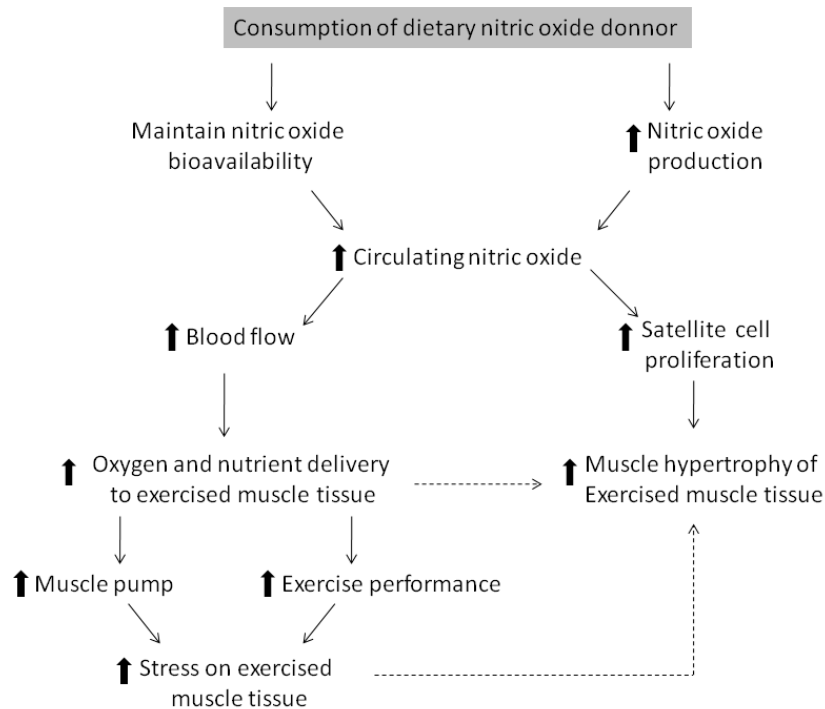 Consumption of dietary nitric oxide donnor
Maintain nitric oxide
bioavailability
Nitric oxide
production
Circulating nitric oxide
Blood flow
Satellite cell
proliferation
Oxygen and nutrient delivery
to exercised muscle tissue
Muscle hypertrophy of
Exercised muscle tissue
Muscle pump
Exercise performance
Stress on exercised
muscle tissue